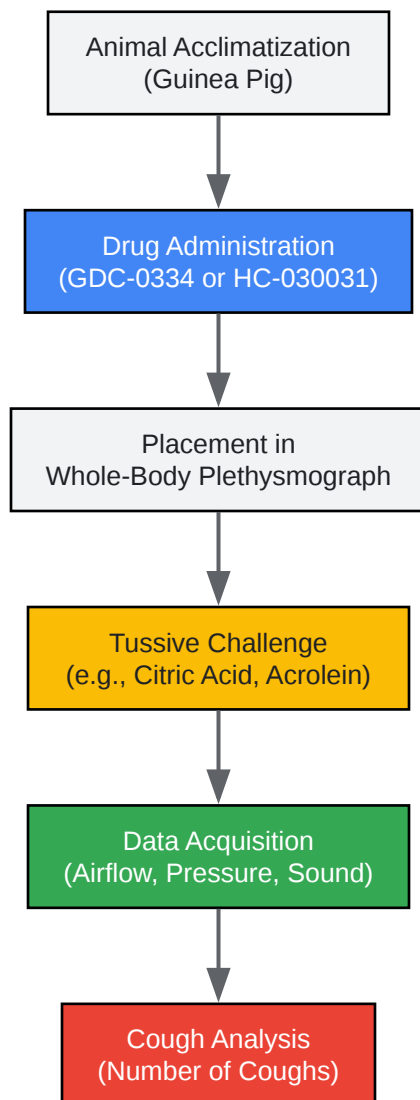 Animal Acclimatization
(Guinea Pig)
Drug Administration
(GDC-0334 or HC-030031)
Placement in
Whole-Body Plethysmograph
Tussive Challenge
(e.g., Citric Acid, Acrolein)
Data Acquisition
(Airflow, Pressure, Sound)
Cough Analysis
(Number of Coughs)